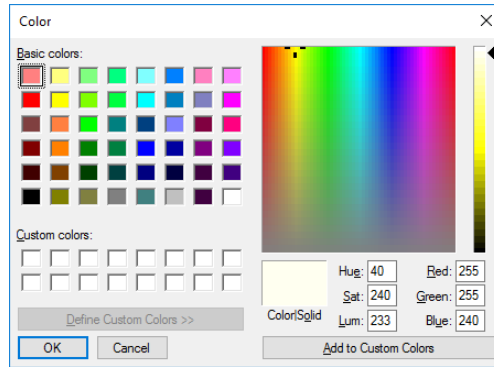 Color
Basic colors:
Custom colors:
Define Custom Colors >>
OK Cancel
Color|Solid
Hue: 40 Red: 255
Sat: 240 Green: 255
Lum: 233 Blue: 240
Add to Custom Colors